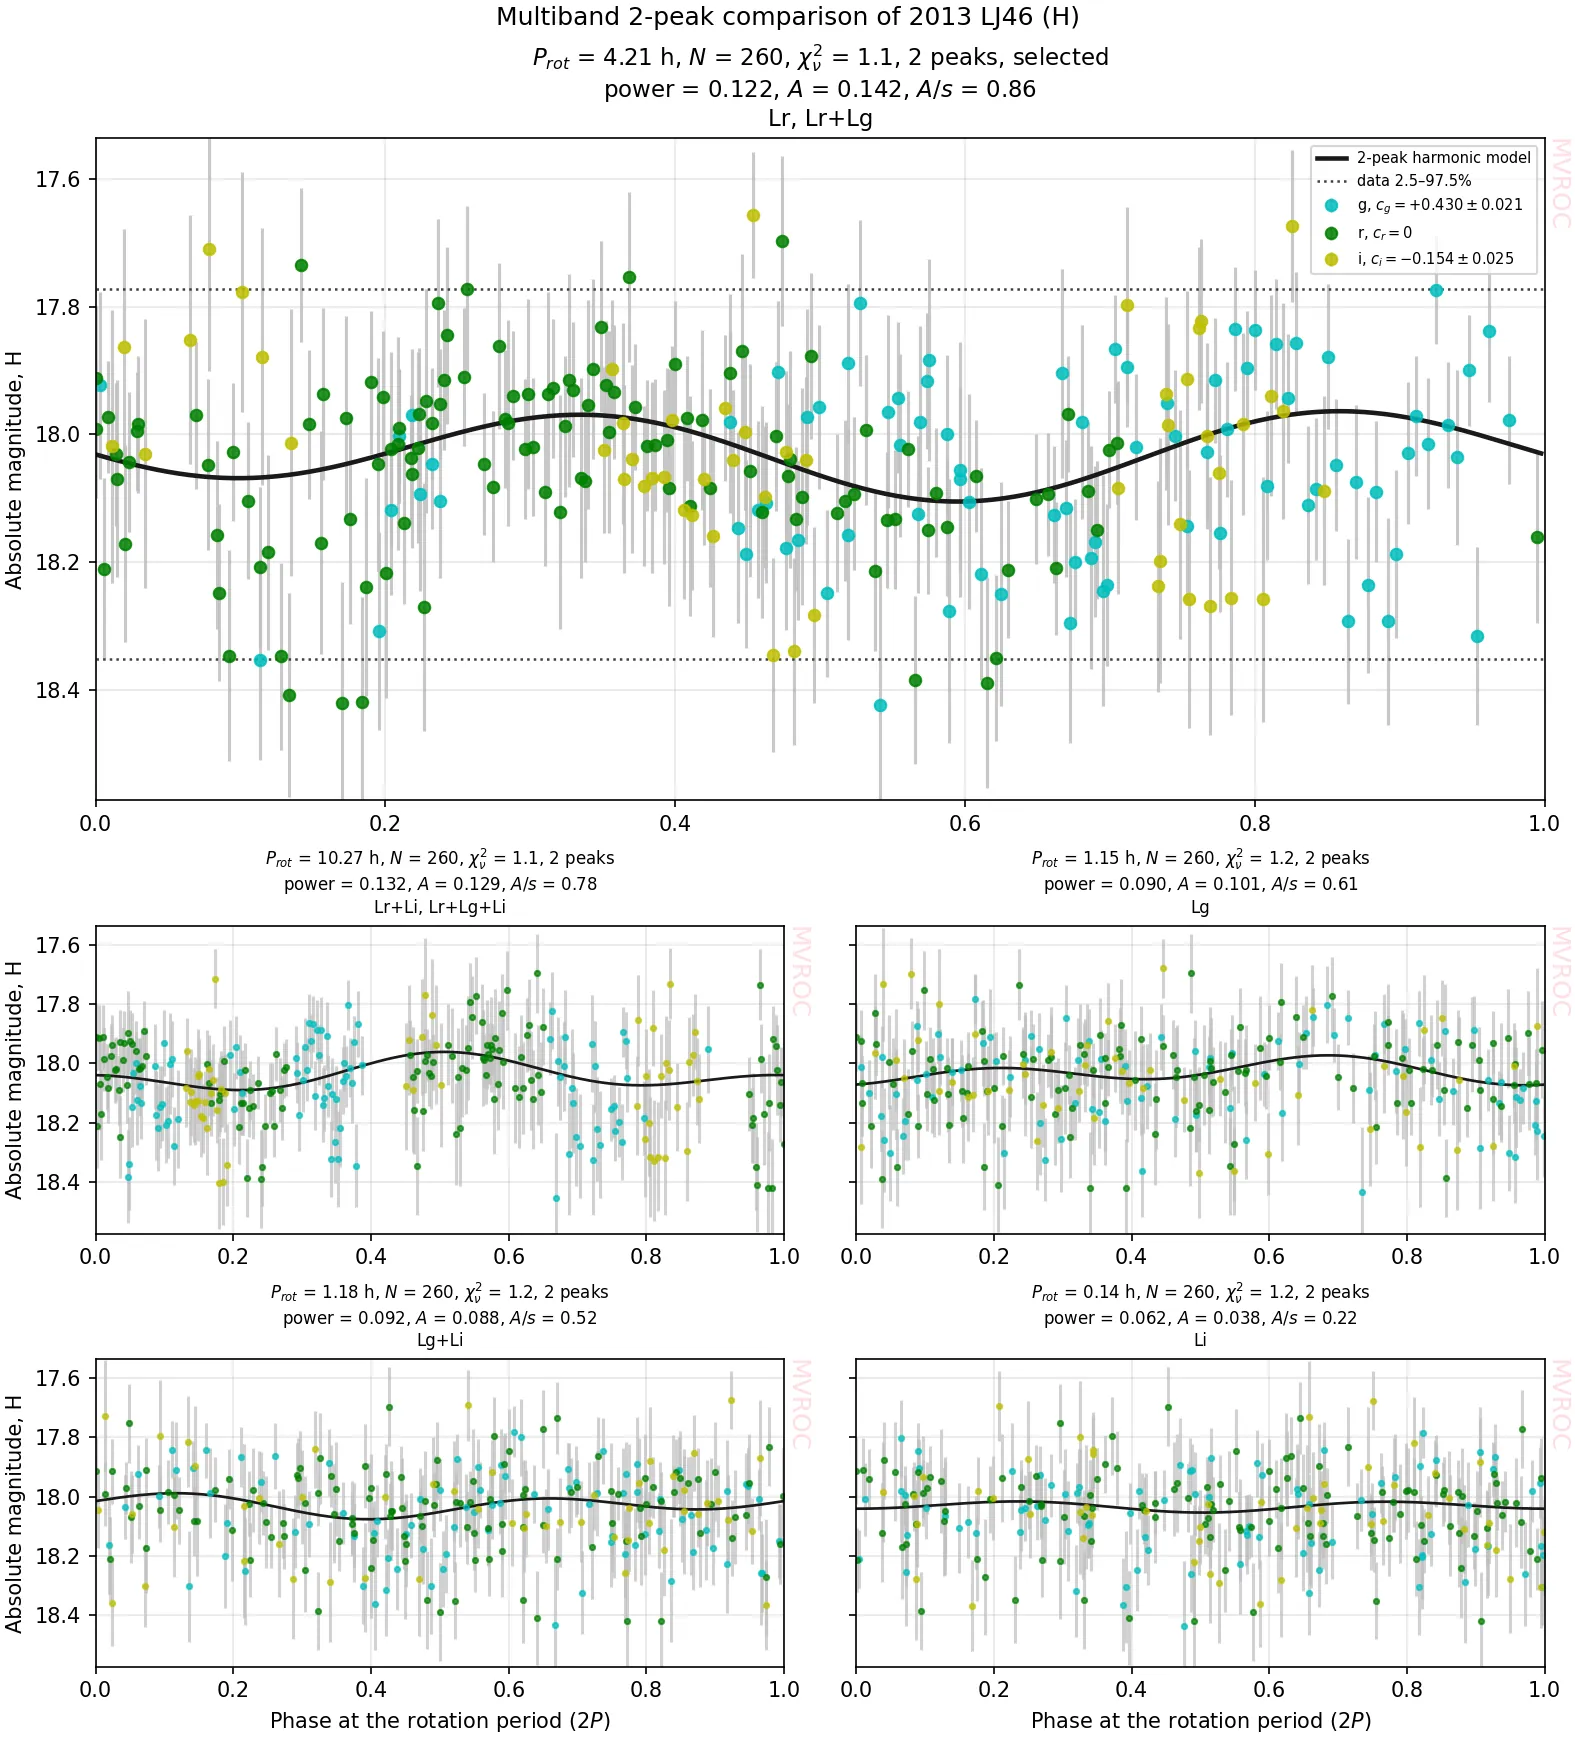 Multiband 2-peak comparison of 2013 LJ46 (H)
P_rot = 4.21 h, N = 260, χ²_ν = 1.1, 2 peaks, selected
power = 0.122, A = 0.142, A/s = 0.86
Lr, Lr+Lg
Absolute magnitude, H
17.6
17.8
18.0
18.2
18.4
0.0 0.2 0.4 0.6 0.8 1.0
2-peak harmonic model
data 2.5–97.5%
g, c_g = +0.430 ± 0.021
r, c_r = 0
i, c_i = −0.154 ± 0.025
MVROC
P_rot = 10.27 h, N = 260, χ²_ν = 1.1, 2 peaks
power = 0.132, A = 0.129, A/s = 0.78
Lr+Li, Lr+Lg+Li
Absolute magnitude, H
17.6
17.8
18.0
18.2
18.4
0.0 0.2 0.4 0.6 0.8 1.0
MVROC
P_rot = 1.15 h, N = 260, χ²_ν = 1.2, 2 peaks
power = 0.090, A = 0.101, A/s = 0.61
Lg
0.0 0.2 0.4 0.6 0.8 1.0
MVROC
P_rot = 1.18 h, N = 260, χ²_ν = 1.2, 2 peaks
power = 0.092, A = 0.088, A/s = 0.52
Lg+Li
Absolute magnitude, H
17.6
17.8
18.0
18.2
18.4
0.0 0.2 0.4 0.6 0.8 1.0
Phase at the rotation period (2P)
MVROC
P_rot = 0.14 h, N = 260, χ²_ν = 1.2, 2 peaks
power = 0.062, A = 0.038, A/s = 0.22
Li
0.0 0.2 0.4 0.6 0.8 1.0
Phase at the rotation period (2P)
MVROC